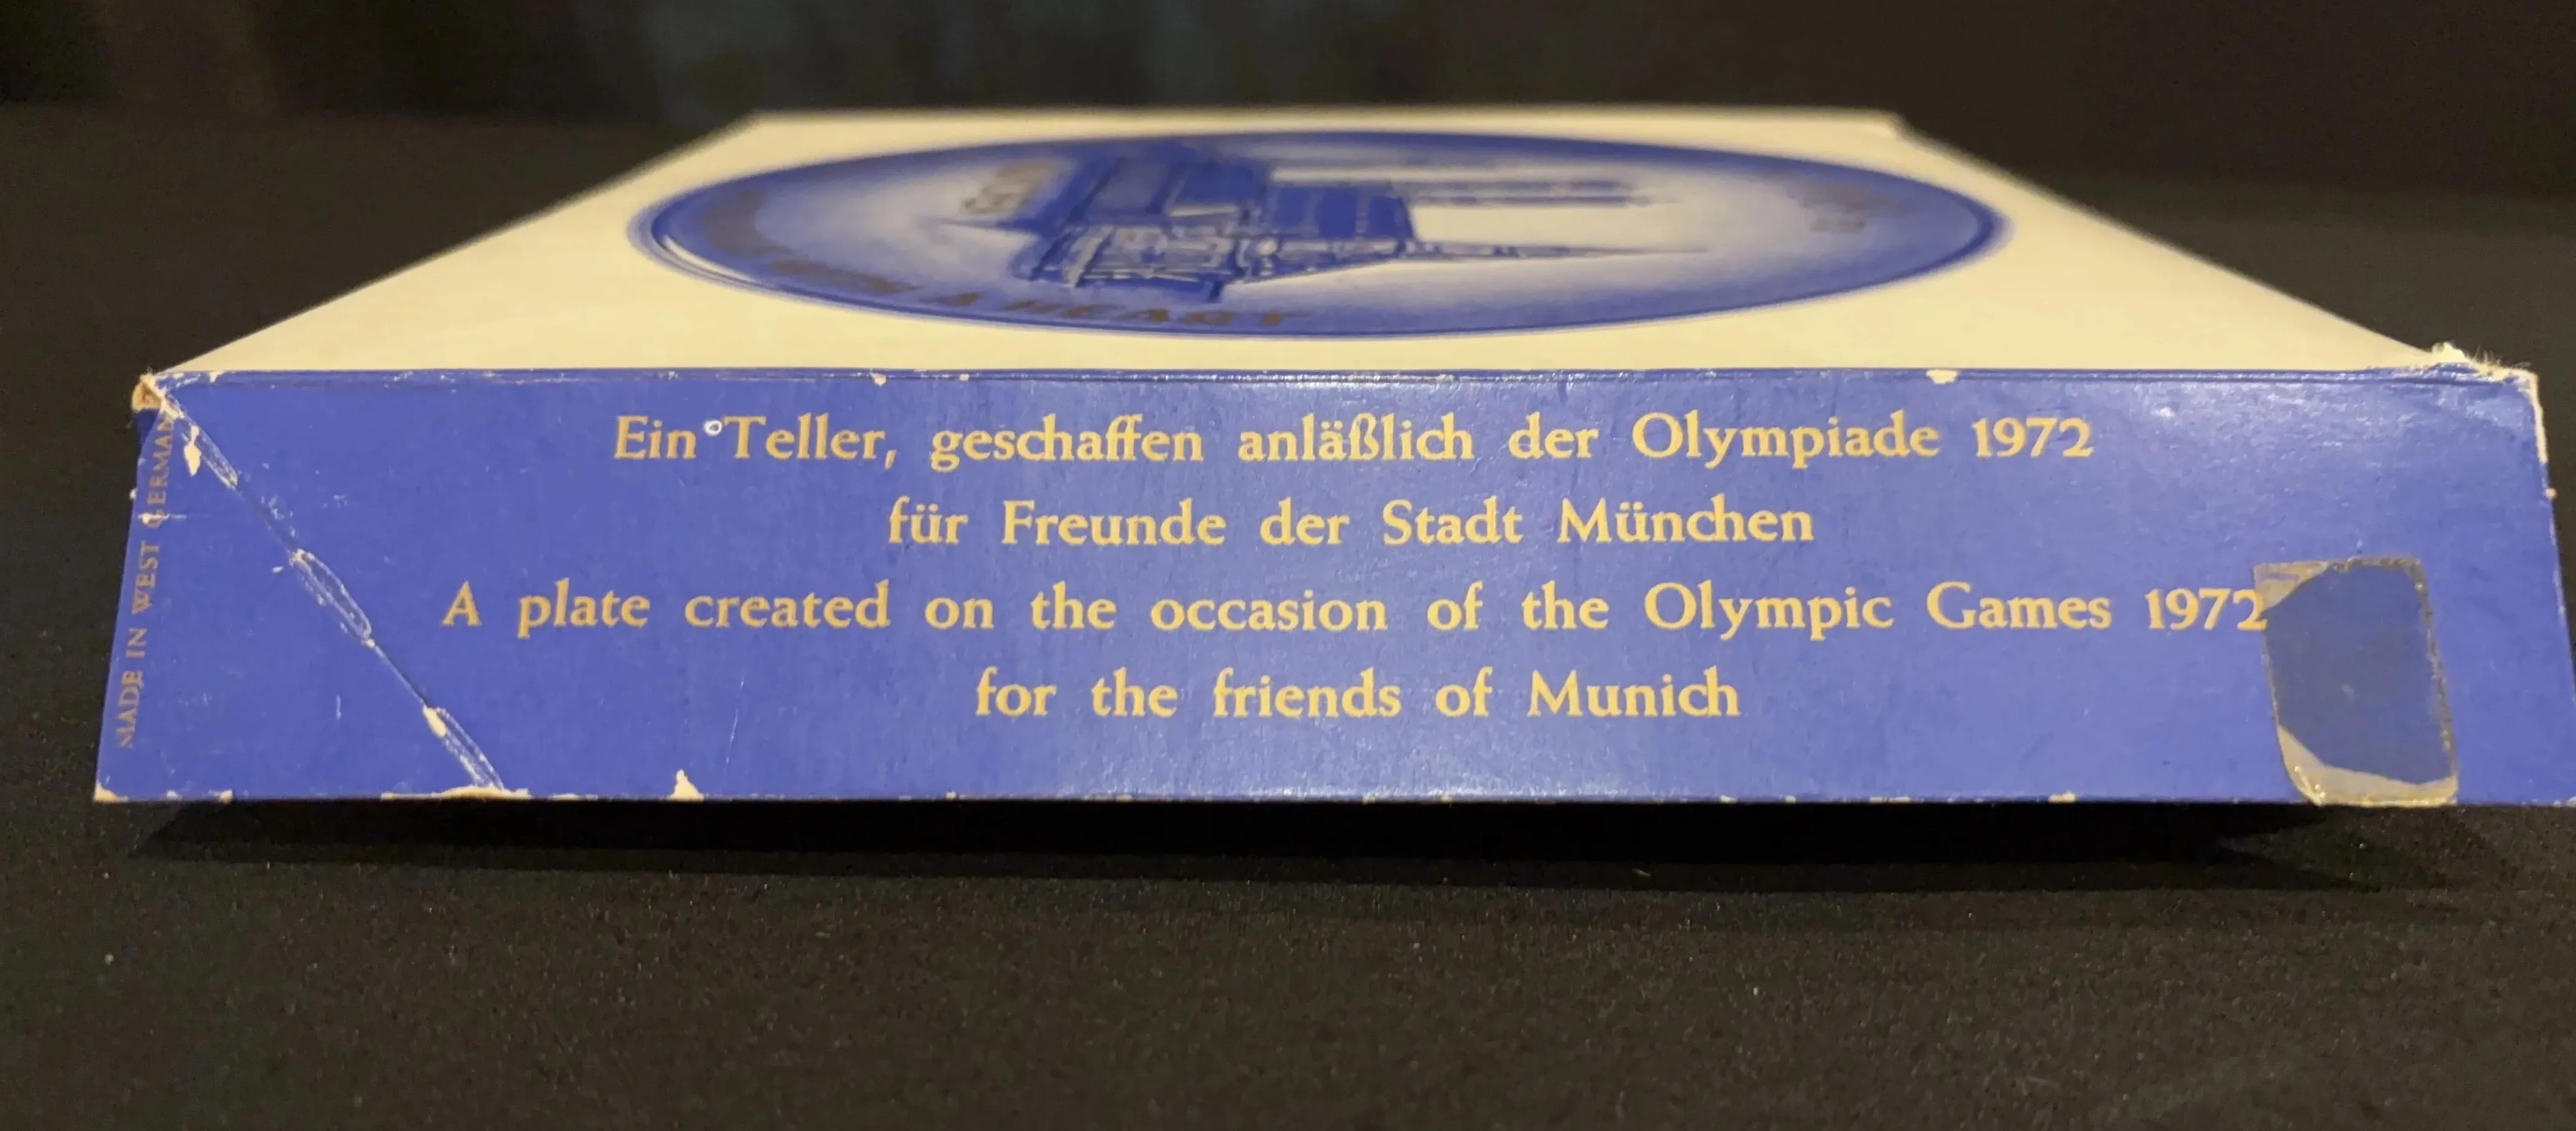 A HEART
Ein Teller, geschaffen anläßlich der Olympiade 1972
für Freunde der Stadt München
A plate created on the occasion of the Olympic Games 1972
for the friends of Munich
MADE IN WEST GERMAN